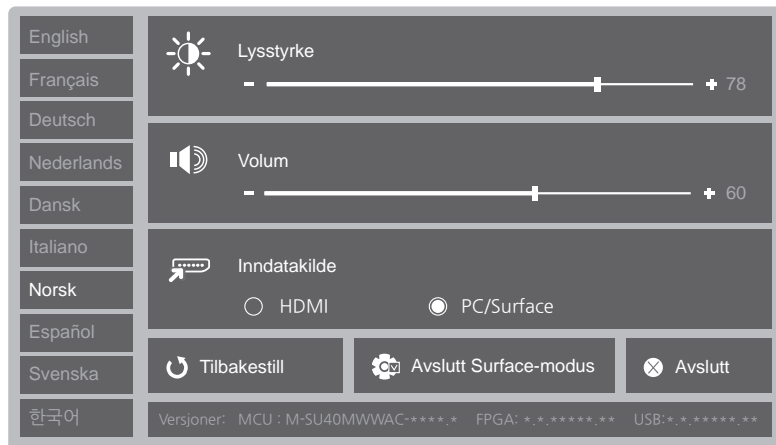 English
Français
Deutsch
Nederlands
Dansk
Italiano
Norsk
Español
Svenska
한국어
Lysstyrke
- + 78
Volum
- + 60
Inndatakilde
HDMI PC/Surface
Tilbakestill Avslutt Surface-modus Avslutt
Versjoner: MCU : M-SU40MWWAC-****.* FPGA: *.*.*****.** USB:*.*.*****.**